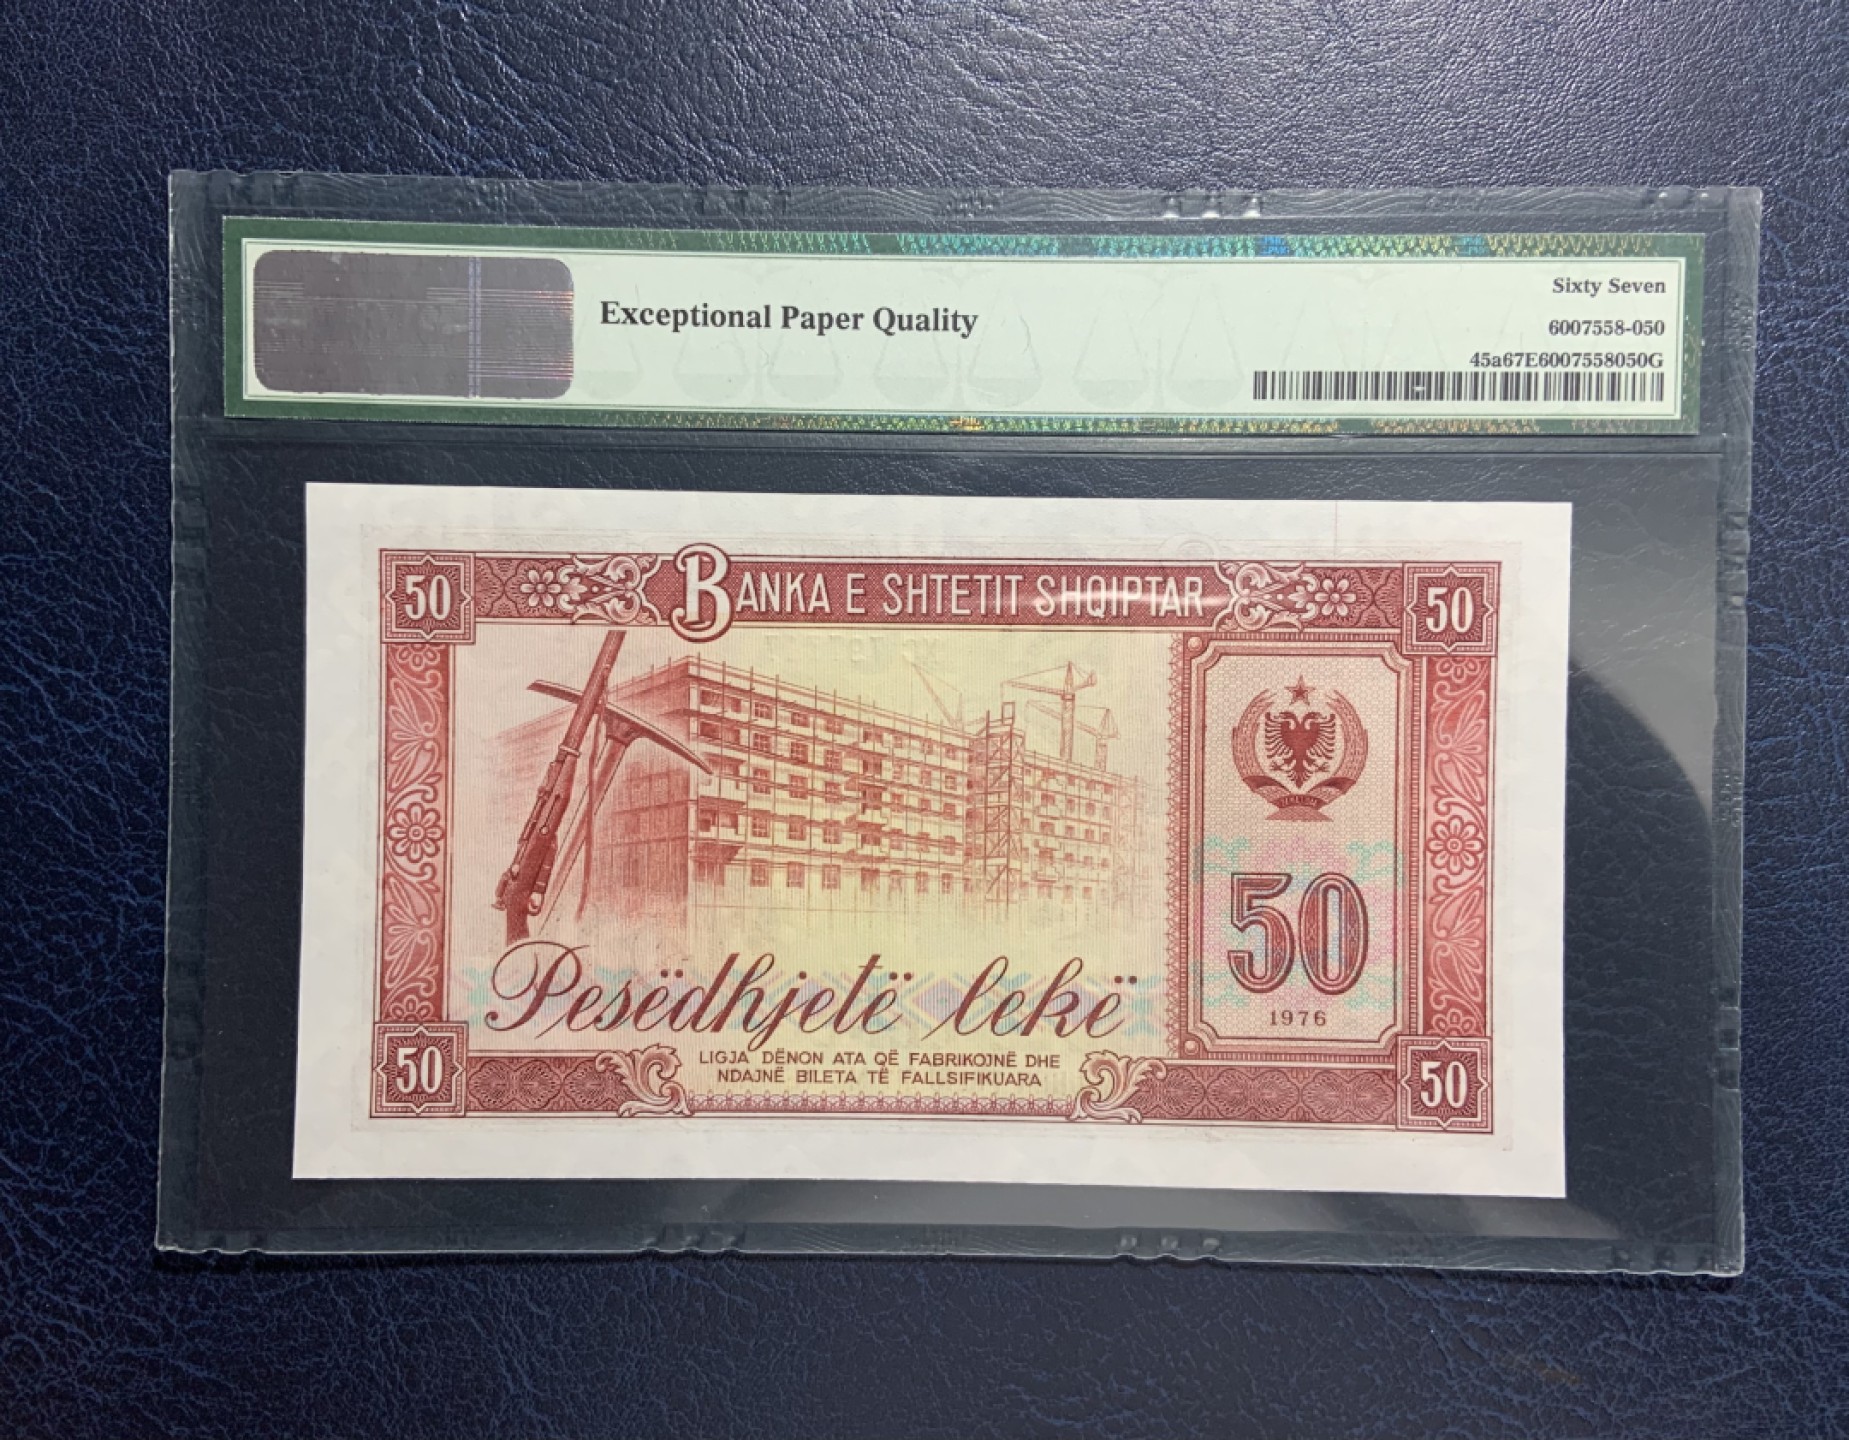 Exceptional Paper Quality
Sixty Seven
6007558-050
45a67E6007558050G
50 BANKA E SHTETIT SHQIPTAR 50
50
1976
Pesëdhjetë lekë
LIGJA DËNON ATA QË FABRIKOJNË DHE
NDAJNË BILETA TË FALLSIFIKUARA
50 50